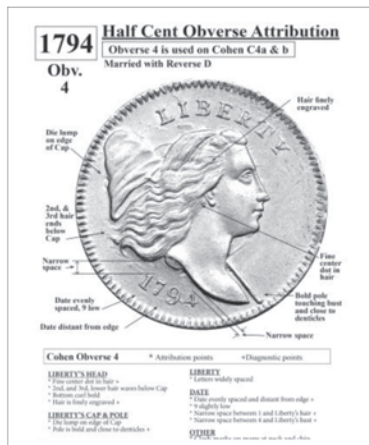 1794
Half Cent Obverse Attribution
Obverse 4 is used on Cohen C4a & b
Obv.
4
Married with Reverse D
Hair finely
engraved
LIBERTY
Die lump
on edge
of Cap
2nd, &
3rd hair
ends
below
Cap
Narrow
space
Fine
center
dot in
hair
1794
Date evenly
spaced, 9 low
Bold pole
touching bust
and close to
denticles
Date distant from edge
Narrow space
Cohen Obverse 4
* Attribution points
+Diagnostic points
LIBERTY'S HEAD
* Fine center dot in hair +
* 2nd, and 3rd, lower hair waves below Cap
* Bottom curl bold
* Hair is finely engraved +
LIBERTY'S CAP & POLE
* Die lump on edge of Cap
* Pole is bold and close to denticles +
LIBERTY
* Letters widely spaced
DATE
* Date evenly spaced and distant from edge +
* 9 slightly low
* Narrow space between 1 and Liberty's hair +
* Narrow space between 4 and Liberty's bust +
OTHER